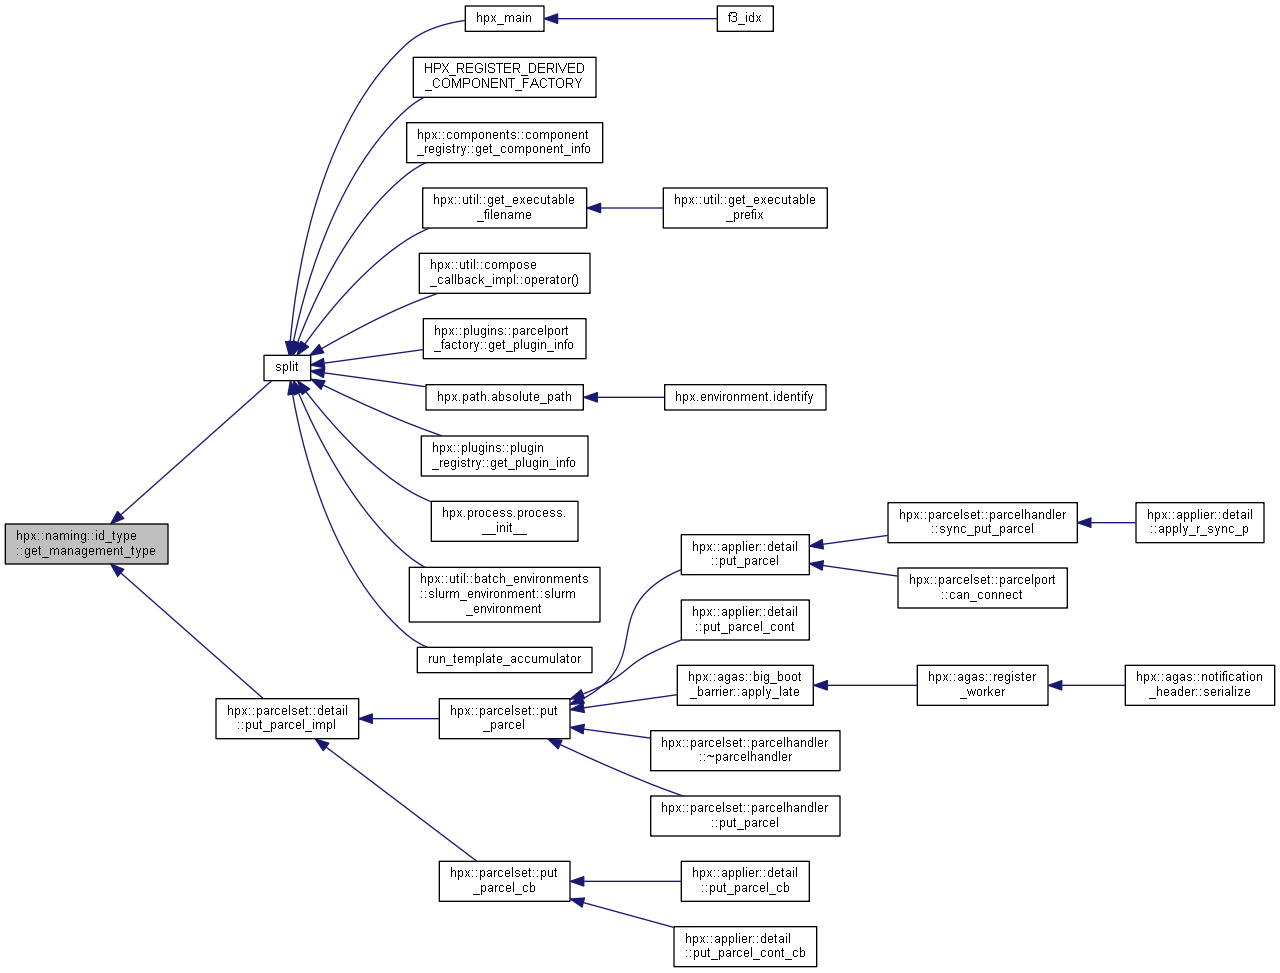 hpx_main
f3_idx
HPX_REGISTER_DERIVED
_COMPONENT_FACTORY
hpx::components::component
_registry::get_component_info
hpx::util::get_executable
_filename
hpx::util::get_executable
_prefix
hpx::util::compose
_callback_impl::operator()
hpx::plugins::parcelport
_factory::get_plugin_info
split
hpx.path.absolute_path
hpx.environment.identify
hpx::plugins::plugin
_registry::get_plugin_info
hpx.process.process.
__init__
hpx::naming::id_type
::get_management_type
hpx::util::batch_environments
::slurm_environment::slurm
_environment
run_template_accumulator
hpx::parcelset::detail
::put_parcel_impl
hpx::parcelset::put
_parcel
hpx::applier::detail
::put_parcel
hpx::parcelset::parcelhandler
::sync_put_parcel
hpx::applier::detail
::apply_r_sync_p
hpx::parcelset::parcelport
::can_connect
hpx::applier::detail
::put_parcel_cont
hpx::agas::big_boot
_barrier::apply_late
hpx::agas::register
_worker
hpx::agas::notification
_header::serialize
hpx::parcelset::parcelhandler
::~parcelhandler
hpx::parcelset::parcelhandler
::put_parcel
hpx::parcelset::put
_parcel_cb
hpx::applier::detail
::put_parcel_cb
hpx::applier::detail
::put_parcel_cont_cb